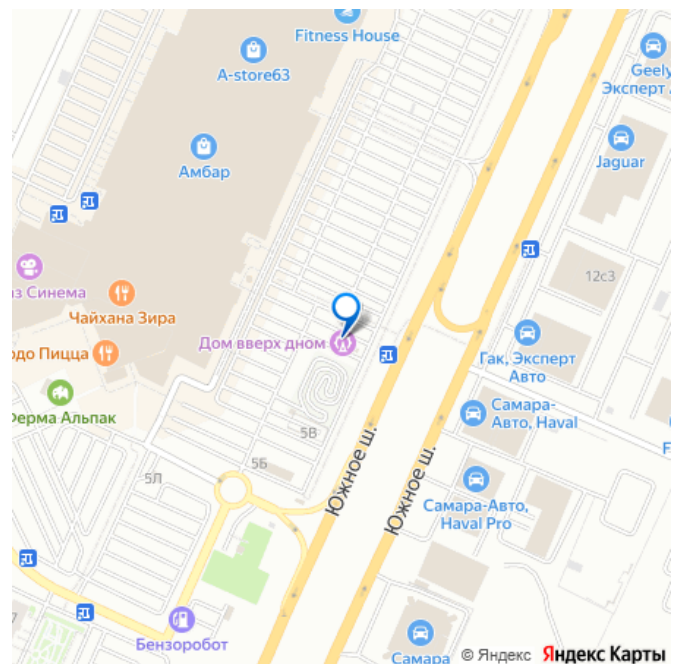 Fitness House
A-store63
Geely
Эксперт
Jaguar
Амбар
12с3
Синема
Чайхана Зира
Дом вверх дном
Гак, Эксперт
Авто
Пицца
Ферма Альпак
Самара-
Авто, Haval
5В
5Б
5Л
Южное ш.
Южное ш.
Самара-Авто,
Haval Pro
Бензоробот
Самара
© Яндекс Яндекс Карты